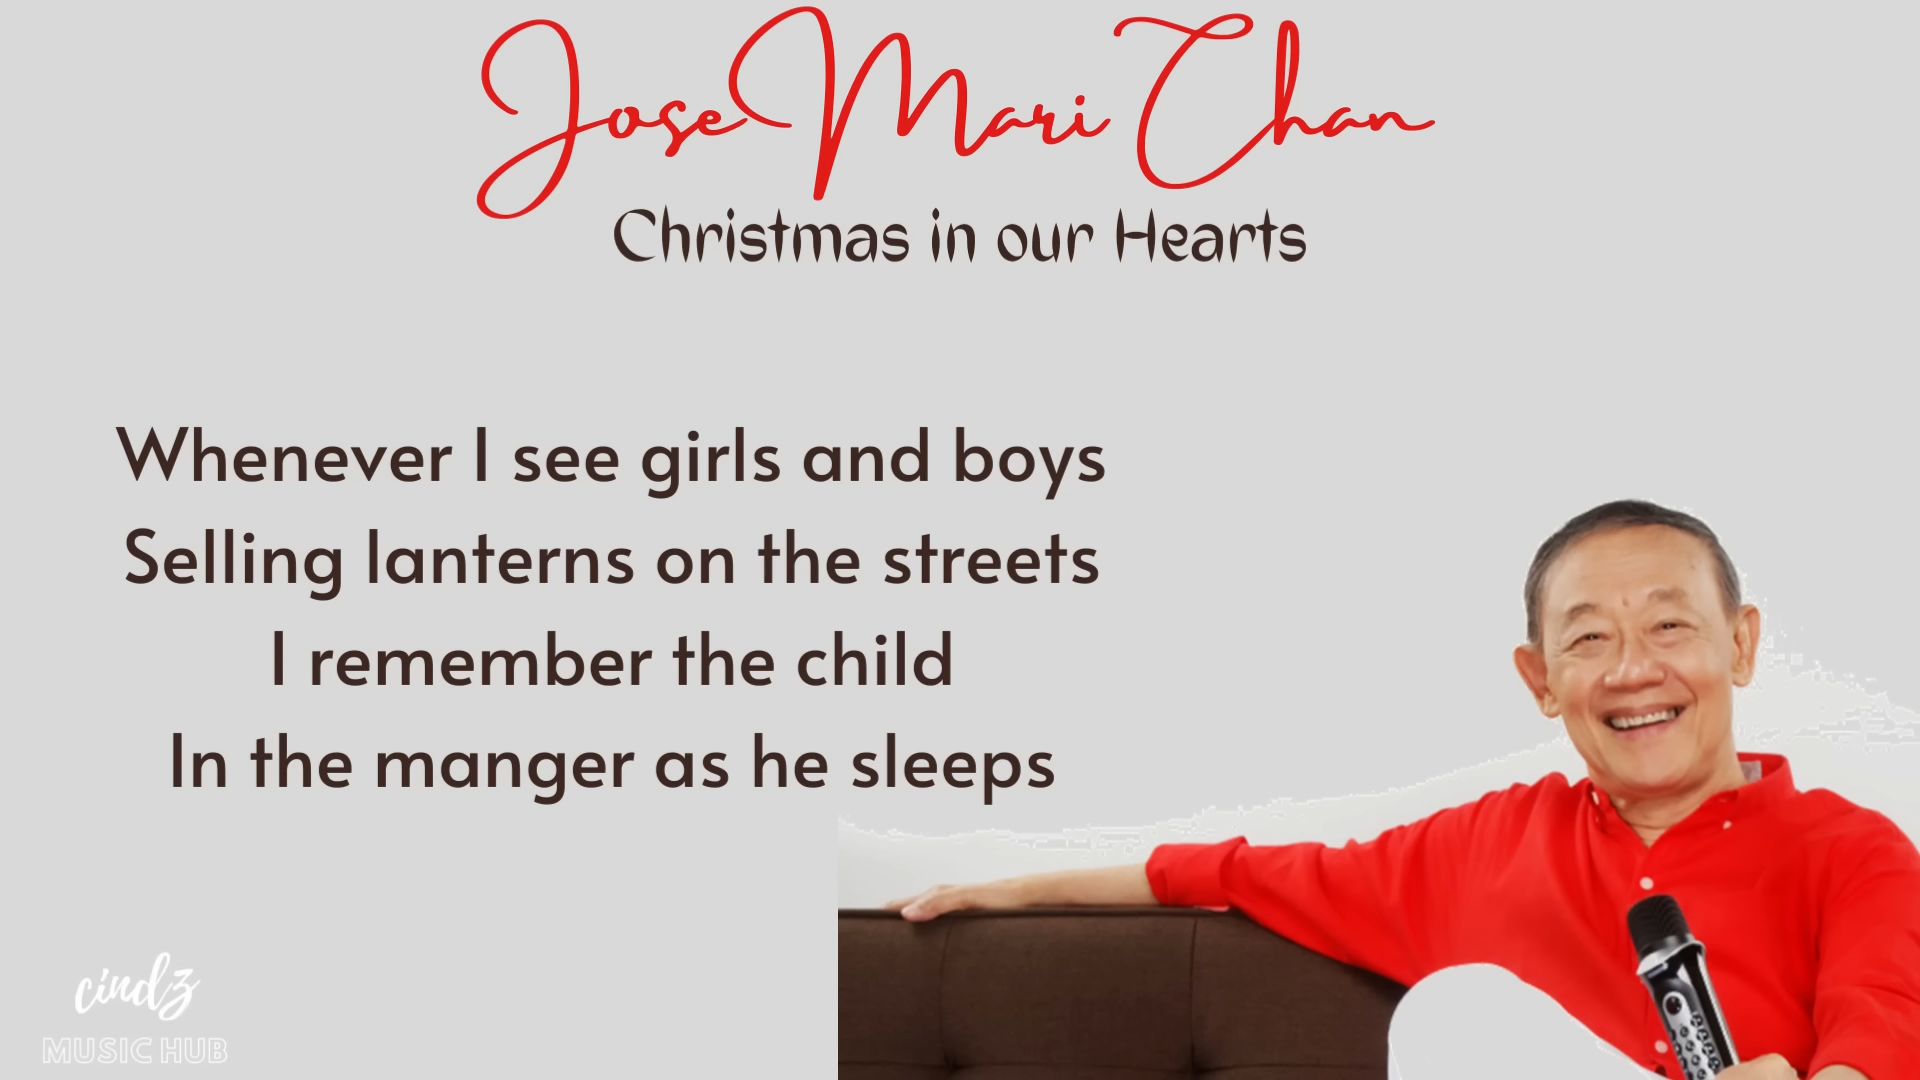 Jose Mari Chan
Christmas in our Hearts
Whenever I see girls and boys
Selling lanterns on the streets
I remember the child
In the manger as he sleeps
cindz
MUSIC HUB